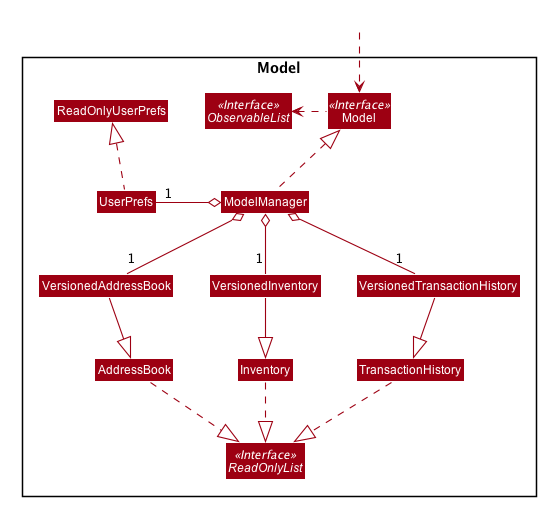 Model
ReadOnlyUserPrefs
«Interface»
ObservableList
«Interface»
Model
UserPrefs
1
ModelManager
1
1
1
VersionedAddressBook
VersionedInventory
VersionedTransactionHistory
AddressBook
Inventory
TransactionHistory
«Interface»
ReadOnlyList